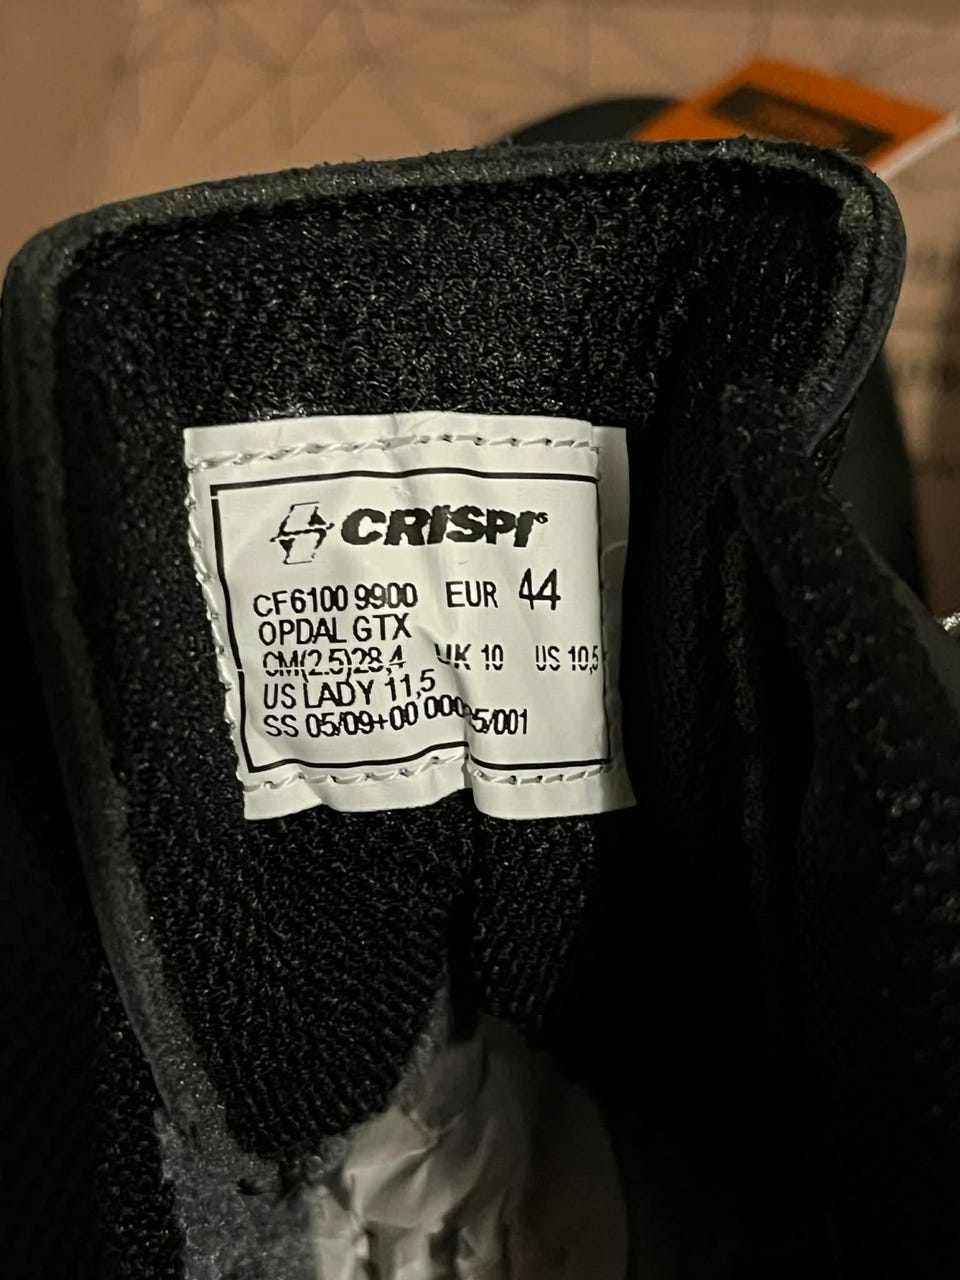 CRISPI®
CF6100 9900 EUR 44
OPDAL GTX
CM(2.5)28,4 UK 10 US 10,5
US LADY 11,5
SS 05/09+00